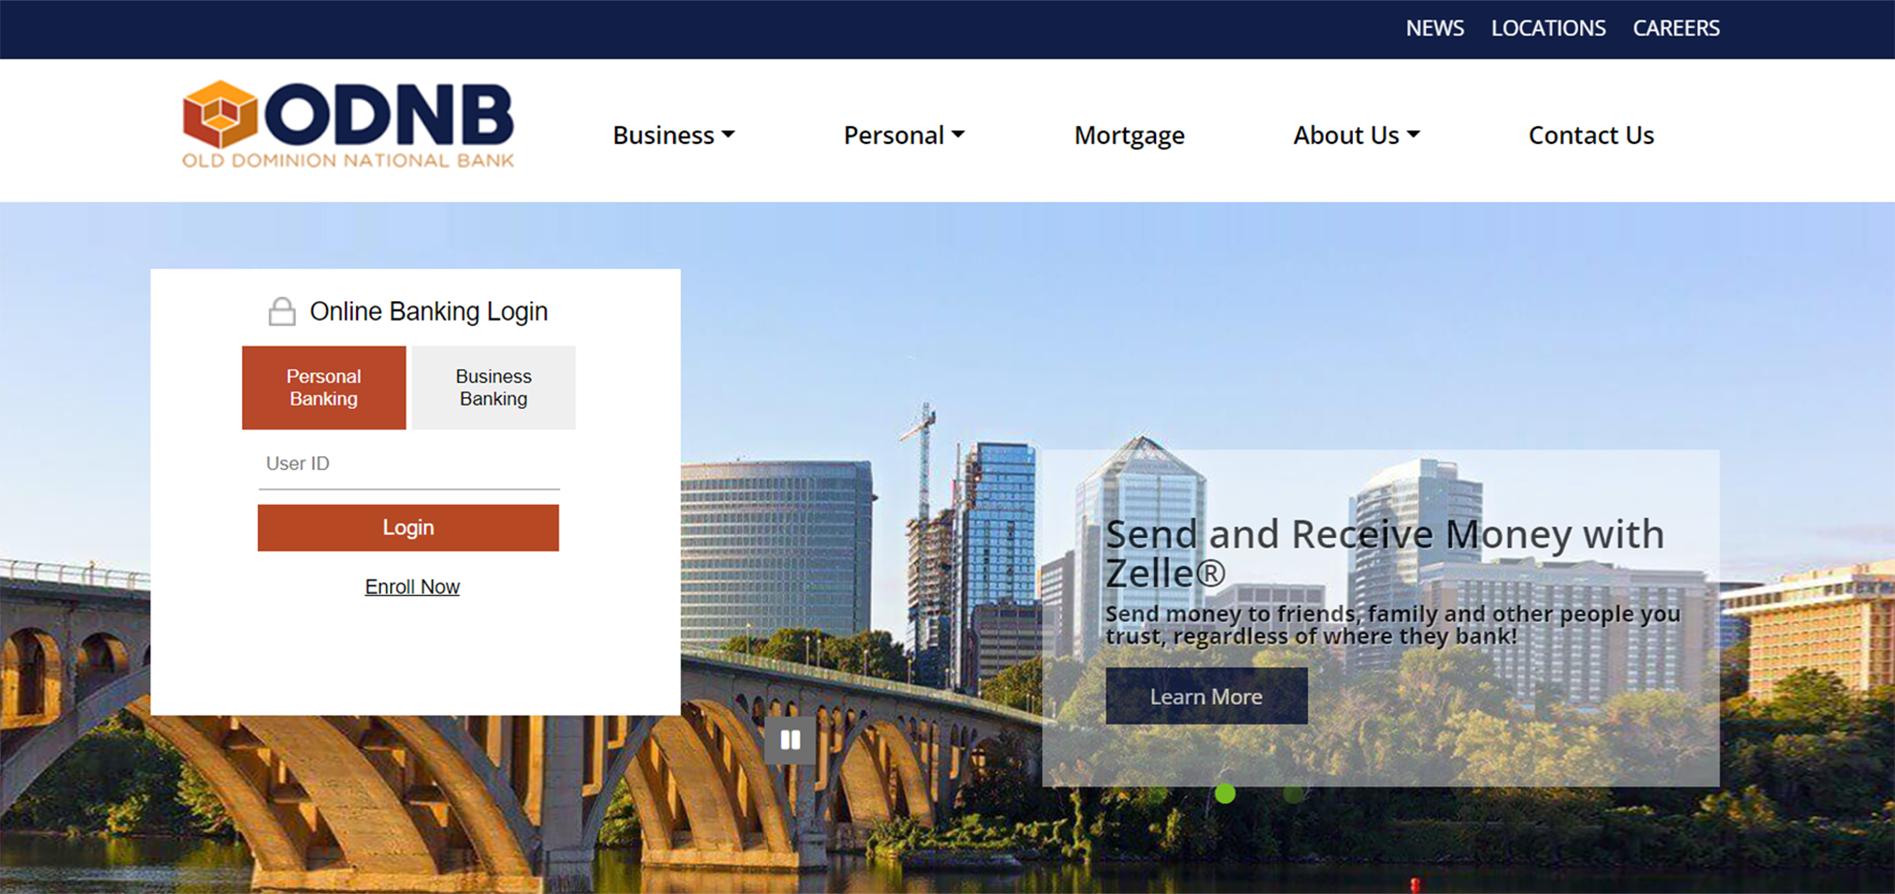 NEWS LOCATIONS CAREERS
ODNB
OLD DOMINION NATIONAL BANK
Business Personal Mortgage About Us Contact Us
Online Banking Login
Personal
Banking
Business
Banking
User ID
Login
Enroll Now
Send and Receive Money with
Zelle®
Send money to friends, family and other people you
trust, regardless of where they bank!
Learn More